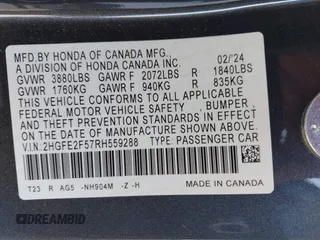 MFD.BY HONDA OF CANADA MFG.,
A DIVISION OF HONDA CANADA INC. 02/'24
GVWR 3880LBS GAWR F 2072LBS R 1840LBS
GVWR 1760KG GAWR F 940KG R 835KG
THIS VEHICLE CONFORMS TO ALL APPLICABLE
FEDERAL MOTOR VEHICLE SAFETY, BUMPER,
AND THEFT PREVENTION STANDARDS IN EFFECT
ON THE DATE OF MANUFACTURE SHOWN ABOVE.
V.I.N:2HGFE2F57RH559288 TYPE: PASSENGER CAR
T23 R AG5 -NH904M -Z -H
MADE IN CANADA
DREAMBID